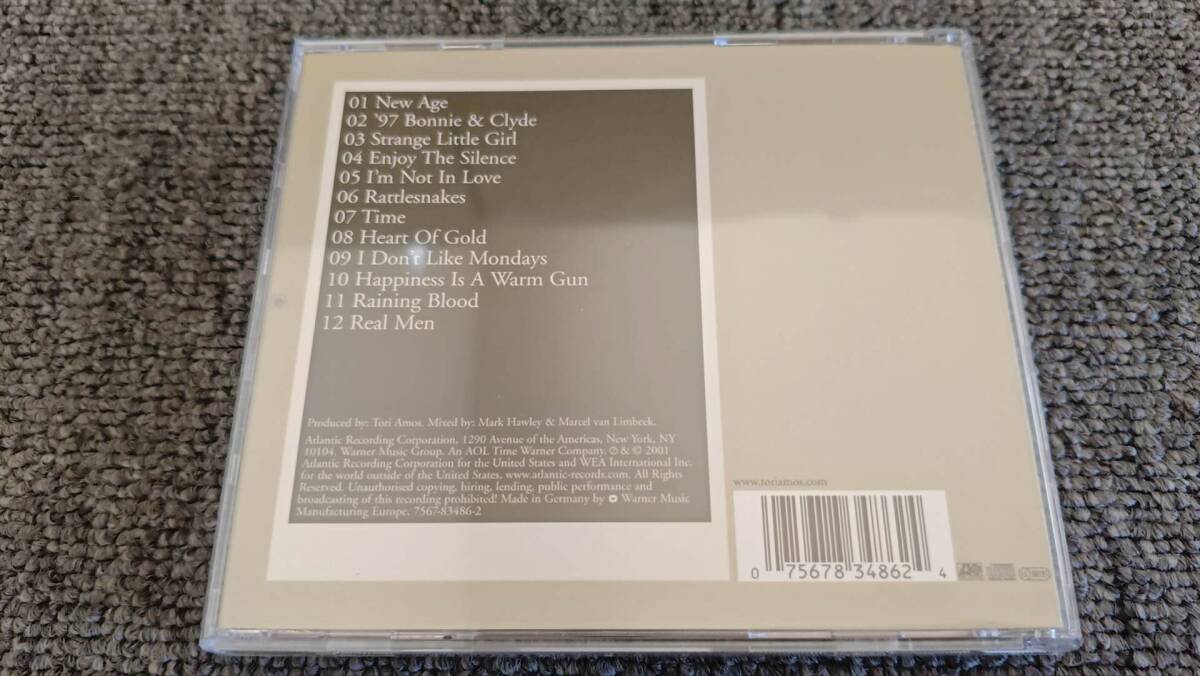 01 New Age
02 '97 Bonnie & Clyde
03 Strange Little Girl
04 Enjoy The Silence
05 I'm Not In Love
06 Rattlesnakes
07 Time
08 Heart Of Gold
09 I Don't Like Mondays
10 Happiness Is A Warm Gun
11 Raining Blood
12 Real Men
Produced by: Tori Amos. Mixed by: Mark Hawley & Marcel van Limbeek.
Atlantic Recording Corporation, 1290 Avenue of the Americas, New York, NY
10104. Warner Music Group. An AOL Time Warner Company. ℗ & © 2001
Atlantic Recording Corporation for the United States and WEA International Inc.
for the world outside of the United States. www.atlantic-records.com. All Rights
Reserved. Unauthorised copying, hiring, lending, public performance and
broadcasting of this recording prohibited! Made in Germany by Warner Music
Manufacturing Europe. 7567-83486-2
www.toriamos.com
0 75678 34862 4